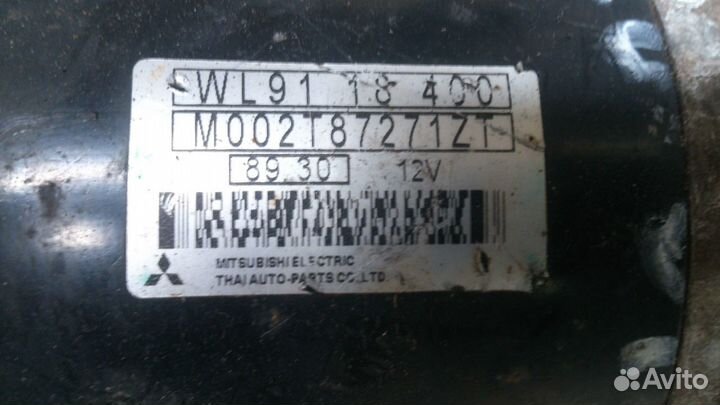 WL91 18 400
M002T87271ZT
89 30 12V
MITSUBISHI ELECTRIC
THAI AUTO-PARTS CO.,LTD.
Avito